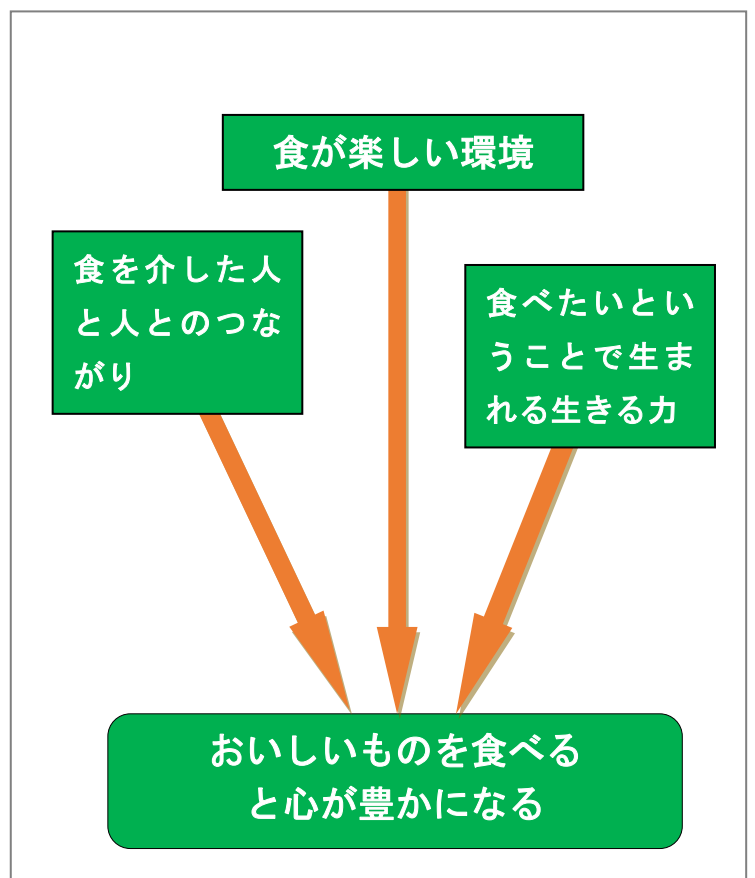 食が楽しい環境
食を介した人
と人とのつな
がり
食べたいとい
うことで生ま
れる生きる力
おいしいものを食べる
と心が豊かになる